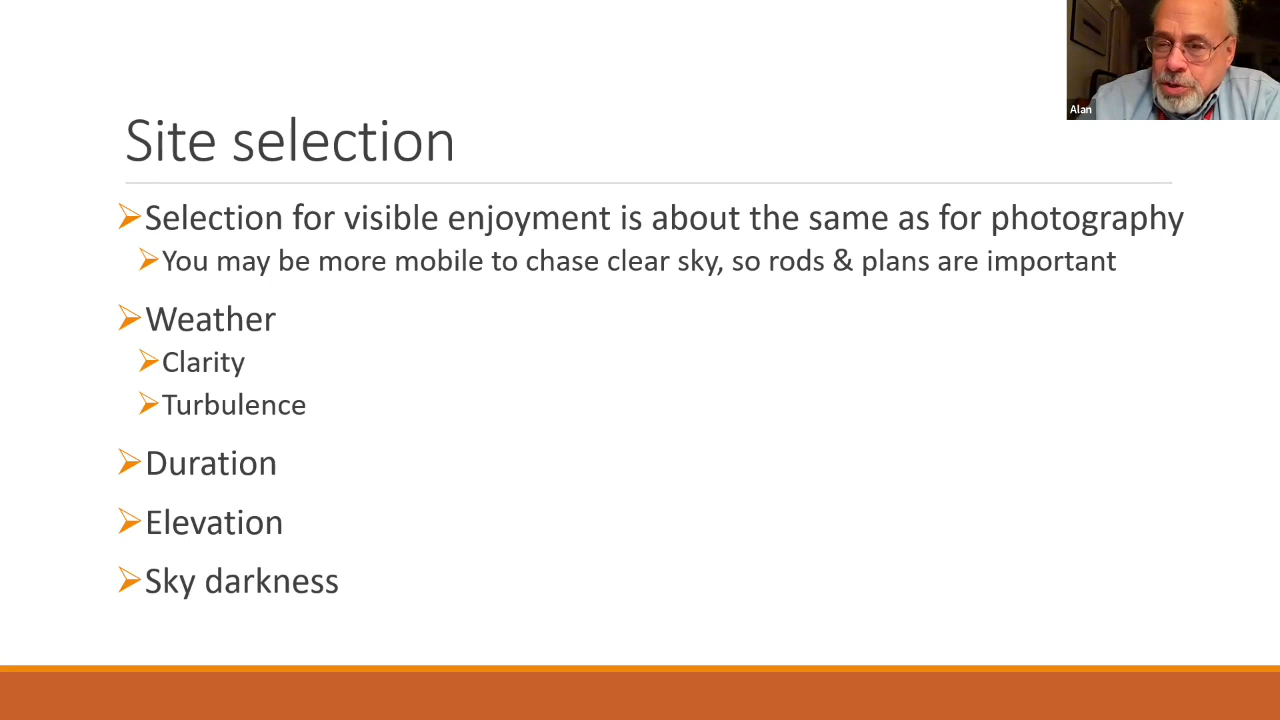 Alan
Site selection
Selection for visible enjoyment is about the same as for photography
You may be more mobile to chase clear sky, so rods & plans are important
Weather
Clarity
Turbulence
Duration
Elevation
Sky darkness